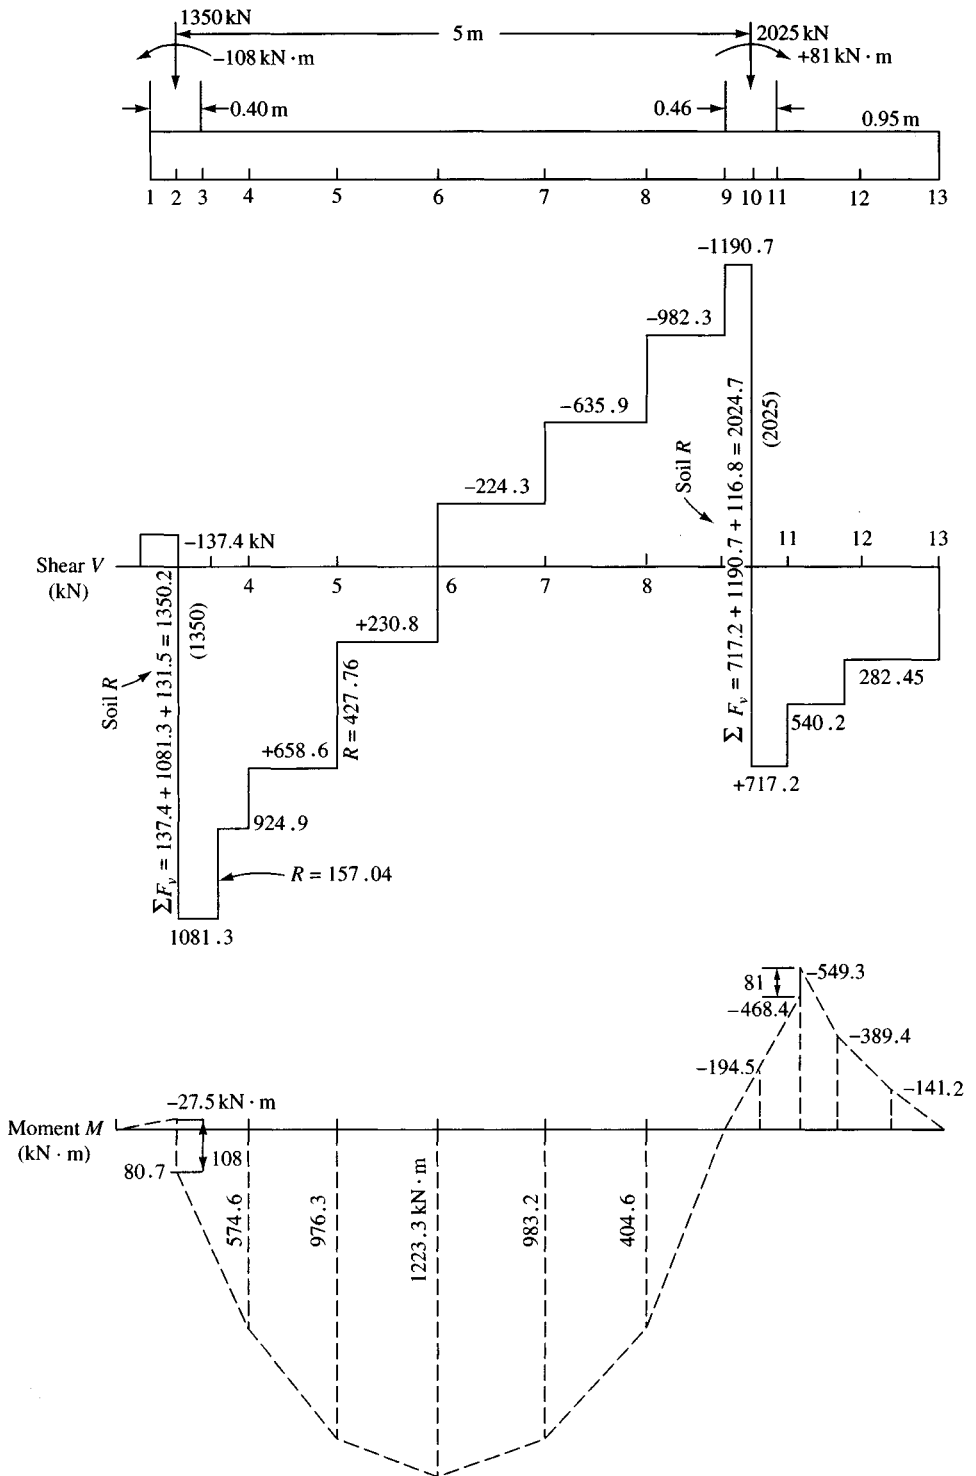 1350 kN
5 m
2025 kN
−108 kN · m
+81 kN · m
0.40 m
0.46
0.95 m
1 2 3 4 5 6 7 8 9 10 11 12 13
−1190.7
−982.3
−635.9
−224.3
Soil R
Σ F_v = 717.2 + 1190.7 + 116.8 = 2024.7
(2025)
−137.4 kN
Shear V
(kN)
4 5 6 7 8
11 12 13
+230.8
Soil R
ΣF_v = 137.4 + 1081.3 + 131.5 = 1350.2
(1350)
R = 427.76
+658.6
282.45
540.2
+717.2
924.9
R = 157.04
1081.3
81
−549.3
−468.4
−389.4
−194.5
−141.2
−27.5 kN · m
Moment M
(kN · m)
80.7
108
574.6
976.3
1223.3 kN · m
983.2
404.6